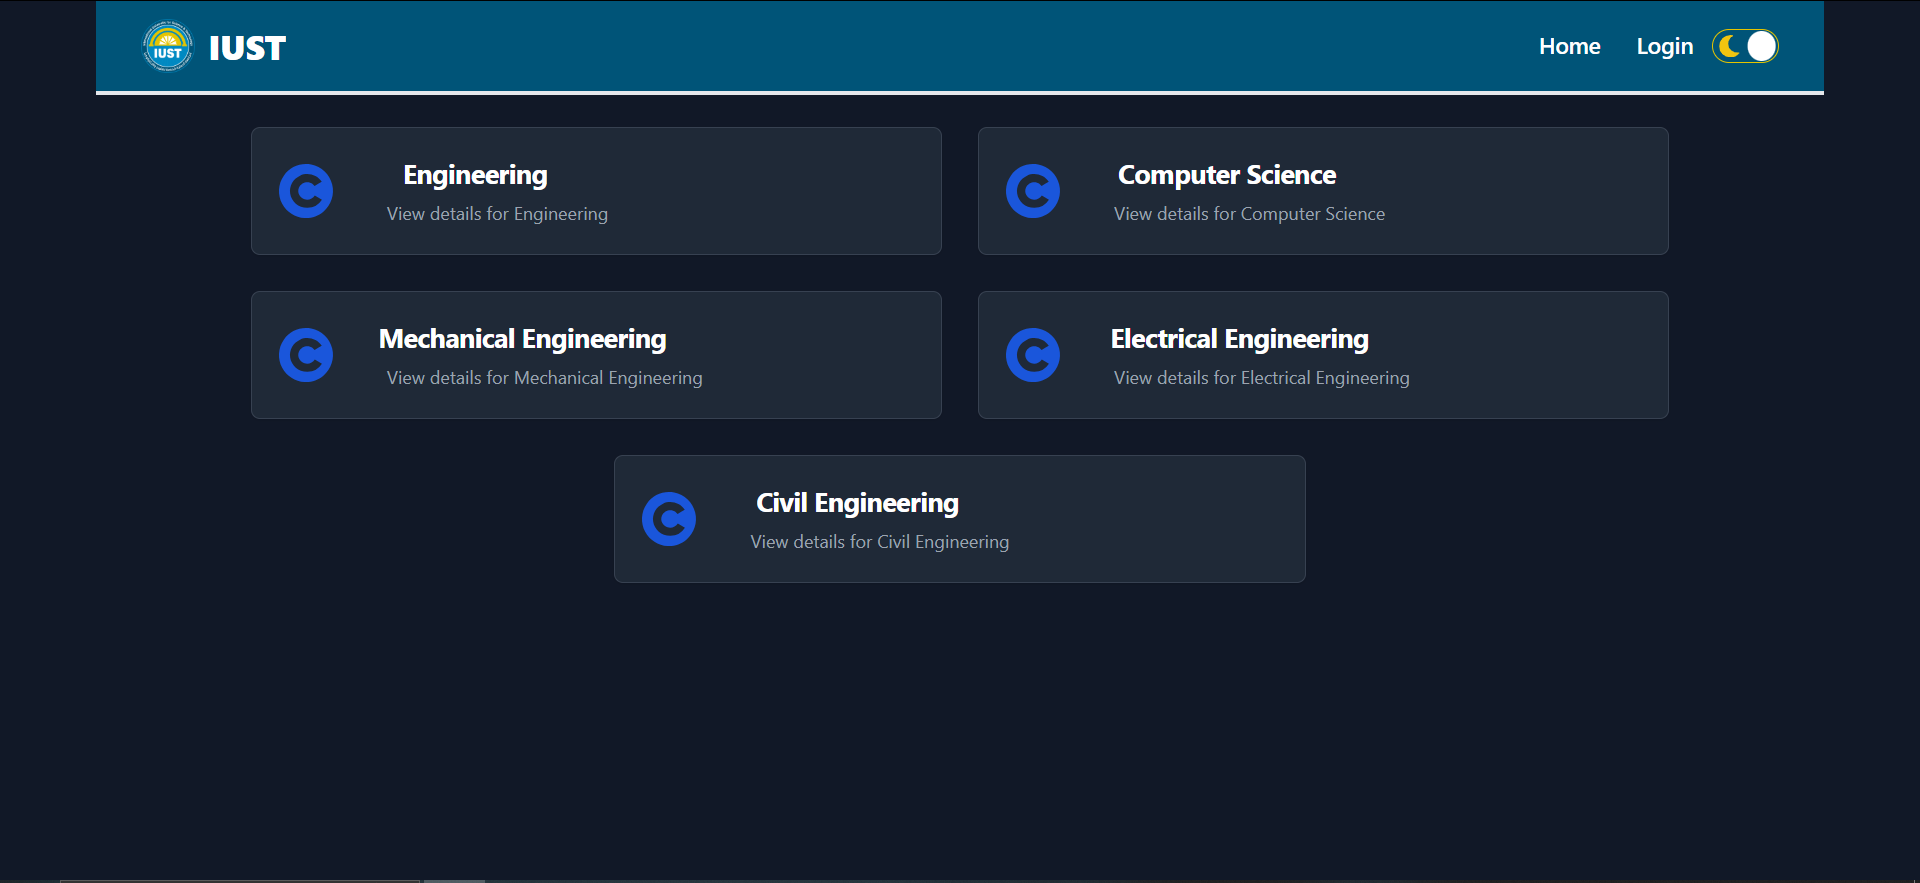 IUST
IUST
Home
Login
Engineering
View details for Engineering
Computer Science
View details for Computer Science
Mechanical Engineering
View details for Mechanical Engineering
Electrical Engineering
View details for Electrical Engineering
Civil Engineering
View details for Civil Engineering